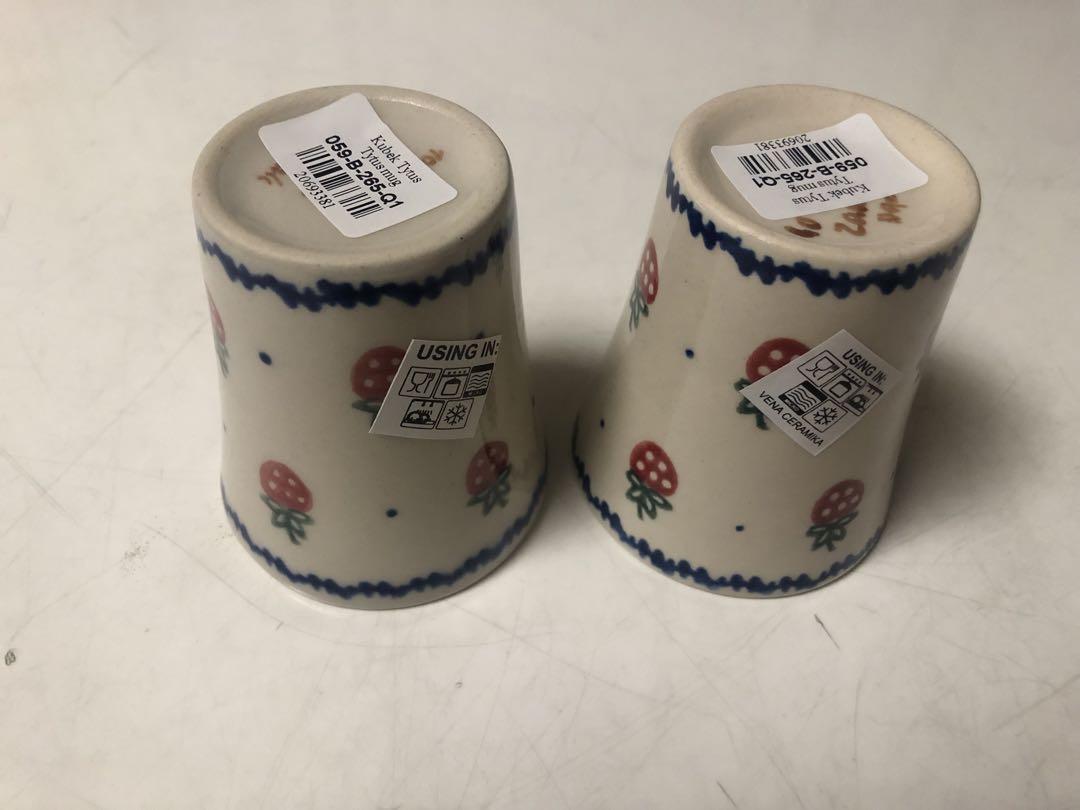 Kubek Tytus
Tytus mug
059-B-265-Q1
20693381
USING IN:
Kubek Tytus
Tytus mug
059-B-265-Q1
20693381
USING IN:
VENA CERAMIKA